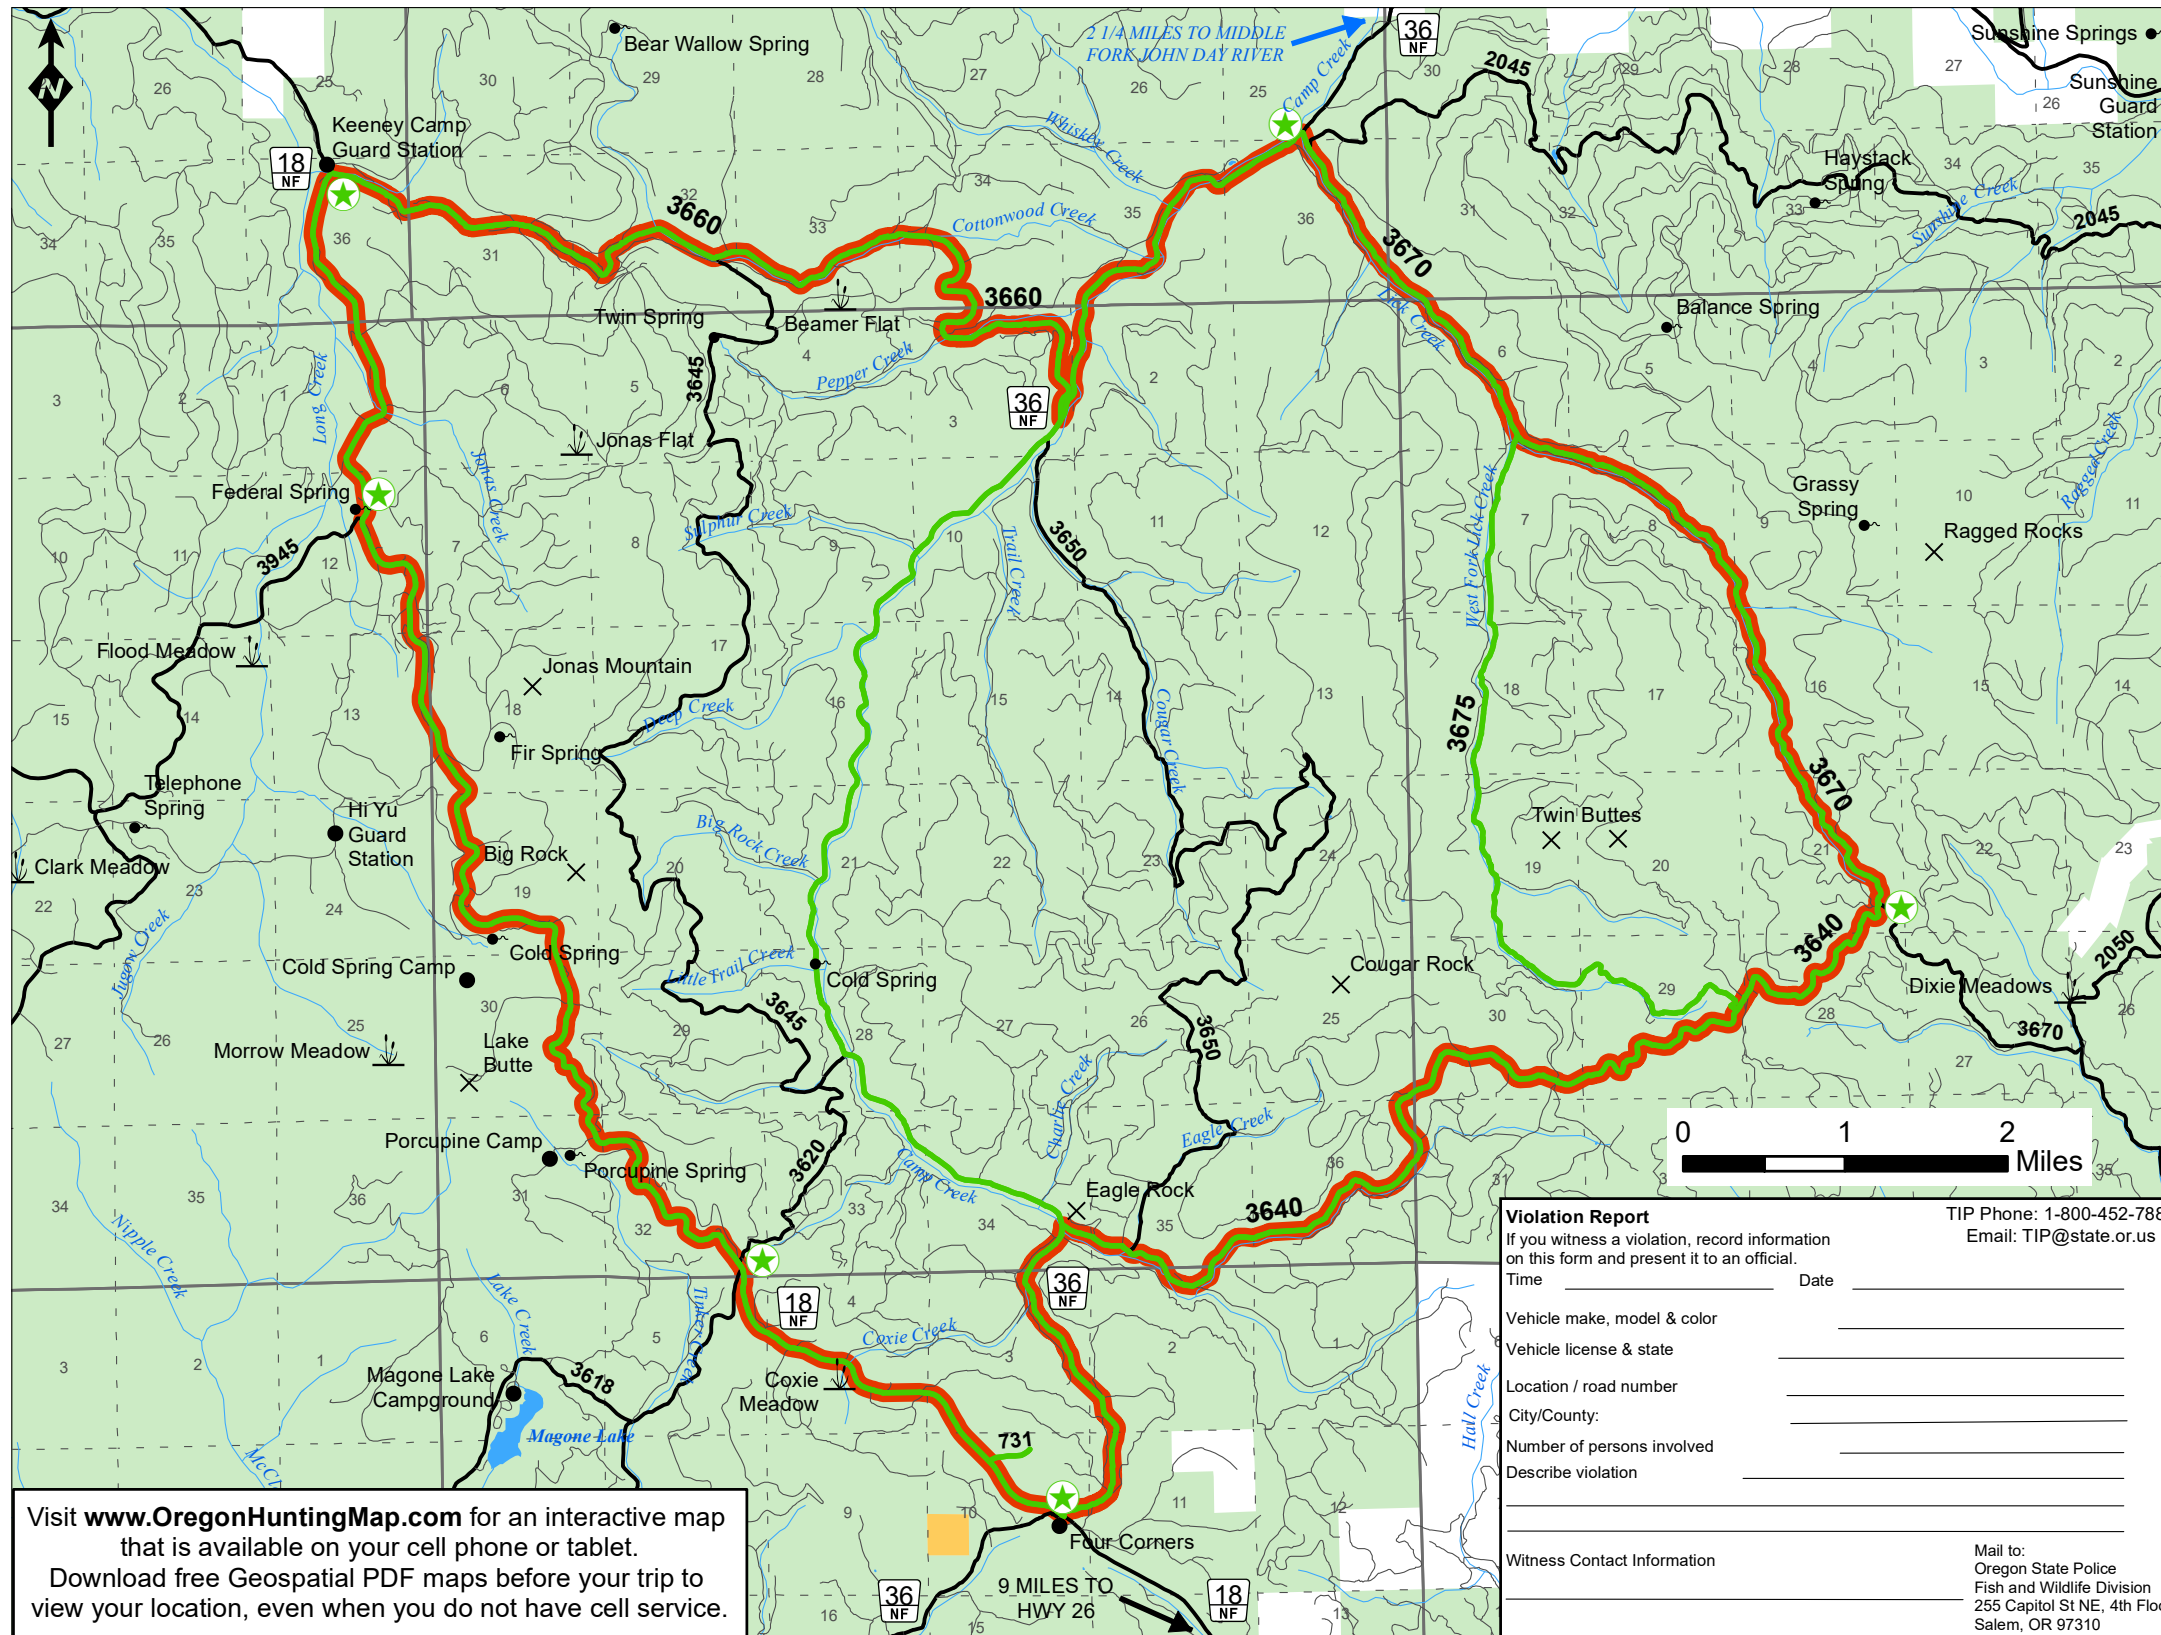 2 1/4 MILES TO MIDDLE
FORK JOHN DAY RIVER
36
NF
Sunshine Springs
Bear Wallow Spring
Camp Creek
2045
Sunshine
Guard
Station
N
Keeney Camp
Guard Station
18
NF
Whiskey Creek
Haystack
Spring
Sunshine Creek
2045
3660
Cottonwood Creek
3670
Lick Creek
3660
Twin Spring
Beamer Flat
Balance Spring
Long Creek
3645
Pepper Creek
36
NF
Jonas Flat
Jonas Creek
Ragged Creek
Federal Spring
Sulphur Creek
Trail Creek
3650
West Fork Lick Creek
Grassy
Spring
Ragged Rocks
3945
Flood Meadow
Jonas Mountain
Deep Creek
Cougar Creek
3675
Fir Spring
Telephone
Spring
Hi Yu
Guard
Station
3670
Twin Buttes
Big Rock Creek
Big Rock
Clark Meadow
Jugow Creek
Cold Spring
Cold Spring Camp
Little Trail Creek
Cold Spring
3640
Cougar Rock
2050
Dixie Meadows
3645
3650
3670
Morrow Meadow
Lake
Butte
Charlie Creek
Eagle Creek
0 1 2
Miles
Porcupine Camp
Porcupine Spring
3620
Camp Creek
Eagle Rock
3640
Nipple Creek
Lake Creek
Tinker Creek
18
NF
36
NF
Coxie Creek
Magone Lake
Campground
3618
Coxie
Meadow
Hall Creek
Magone Lake
731
McCl
Four Corners
36
NF
9 MILES TO
HWY 26
18
NF
Visit www.OregonHuntingMap.com for an interactive map
that is available on your cell phone or tablet.
Download free Geospatial PDF maps before your trip to
view your location, even when you do not have cell service.
Violation Report
TIP Phone: 1-800-452-788
If you witness a violation, record information
Email: TIP@state.or.us
on this form and present it to an official.
Time Date
Vehicle make, model & color
Vehicle license & state
Location / road number
City/County:
Number of persons involved
Describe violation
Witness Contact Information
Mail to:
Oregon State Police
Fish and Wildlife Division
255 Capitol St NE, 4th Floo
Salem, OR 97310